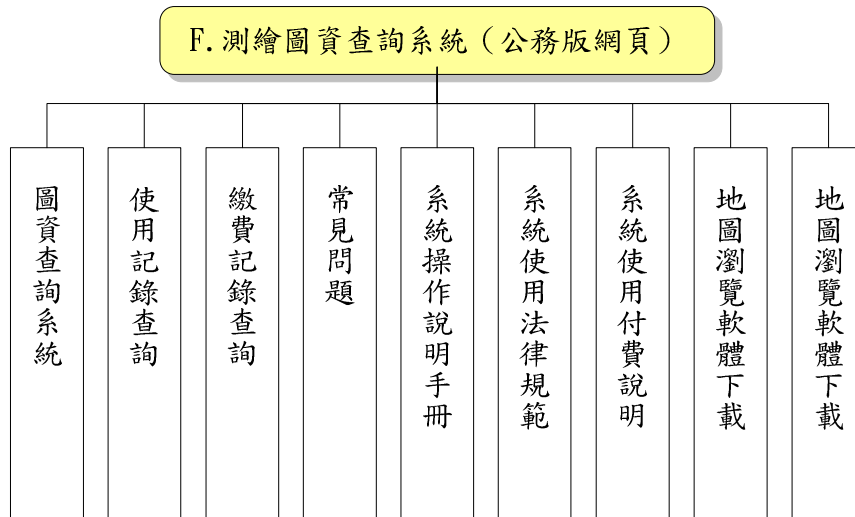 F.測繪圖資查詢系統（公務版網頁）
圖資查詢系統
使用記錄查詢
繳費記錄查詢
常見問題
系統操作說明手冊
系統使用法律規範
系統使用付費說明
地圖瀏覽軟體下載
地圖瀏覽軟體下載